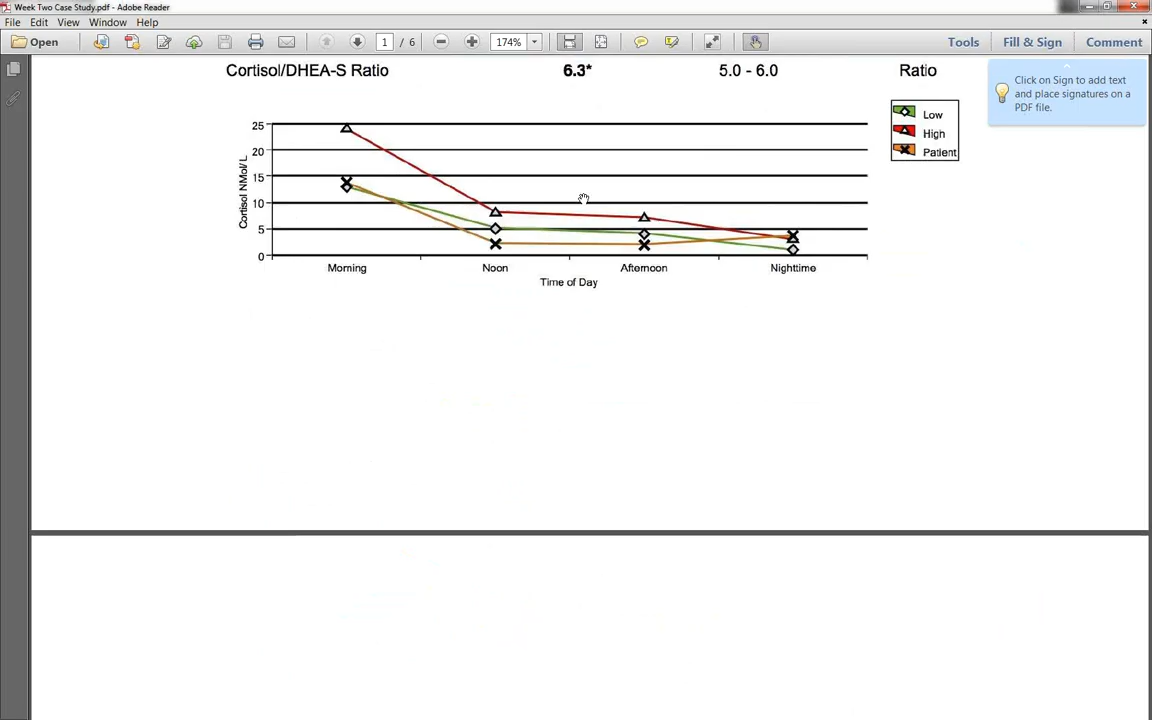 Week Two Case Study.pdf - Adobe Reader
File Edit View Window Help
Open 1 / 6 174% Tools Fill & Sign Comment
Cortisol/DHEA-S Ratio 6.3* 5.0 - 6.0 Ratio
Click on Sign to add text
and place signatures on a
PDF file.
Low
High
Patient
Cortisol NMol/ L
25
20
15
10
5
0
Morning Noon Afternoon Nighttime
Time of Day